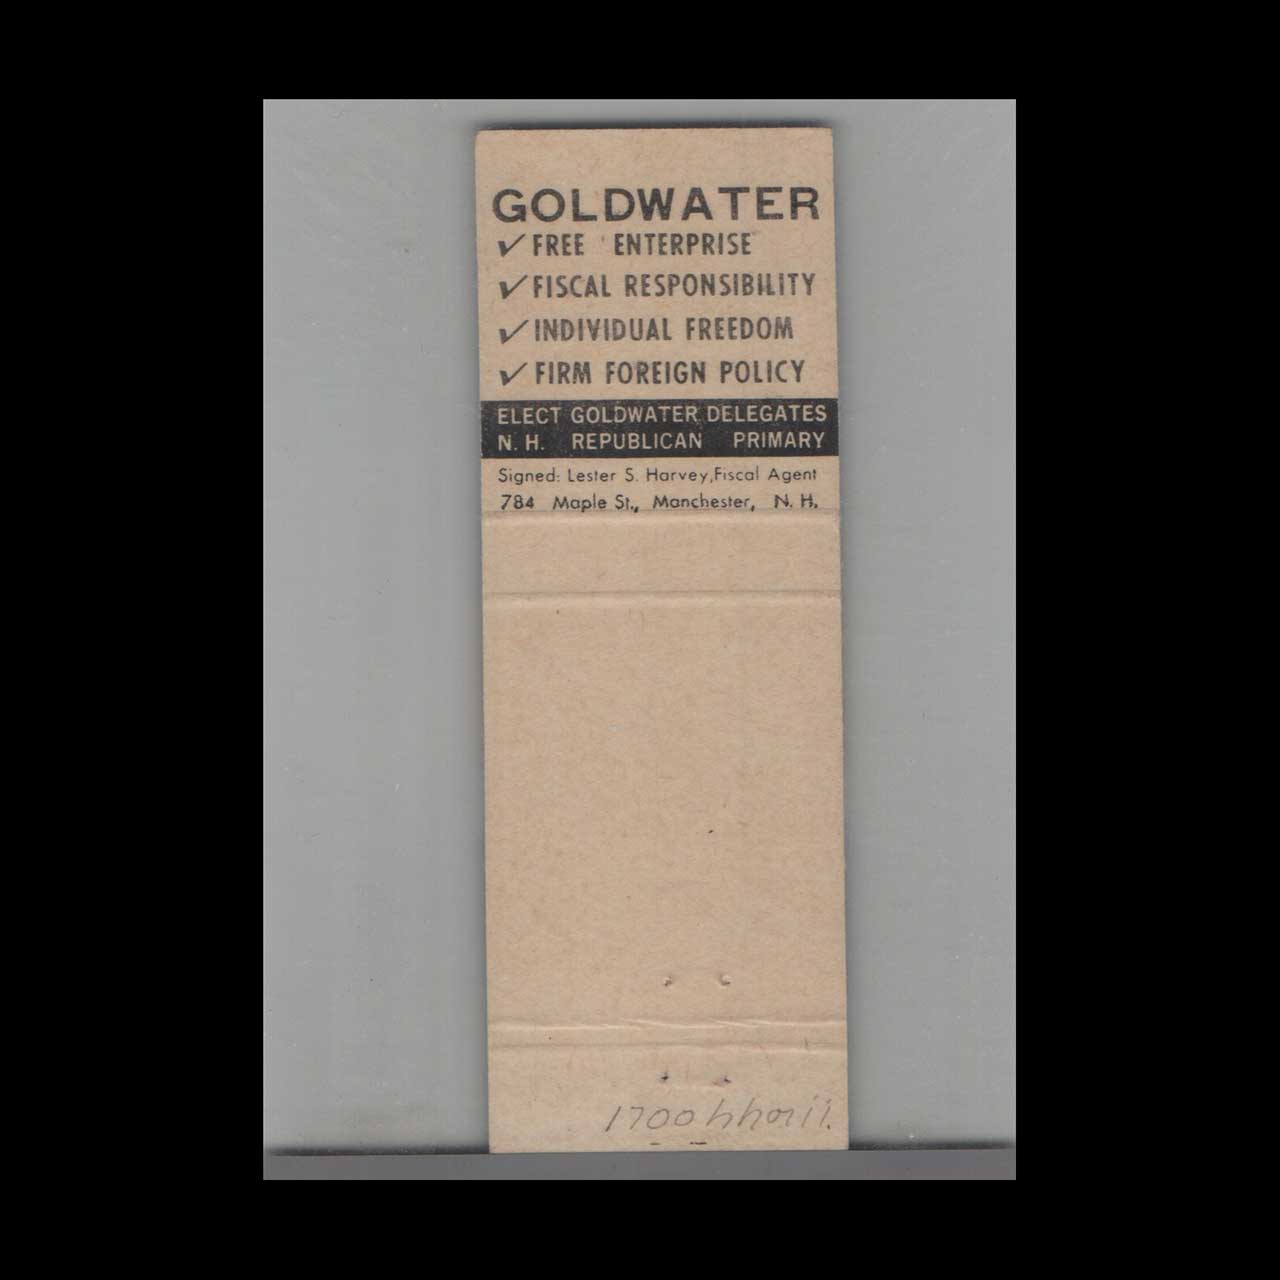 GOLDWATER
✓ FREE ENTERPRISE
✓ FISCAL RESPONSIBILITY
✓ INDIVIDUAL FREEDOM
✓ FIRM FOREIGN POLICY
ELECT GOLDWATER DELEGATES
N. H. REPUBLICAN PRIMARY
Signed: Lester S. Harvey, Fiscal Agent
784 Maple St., Manchester, N. H.